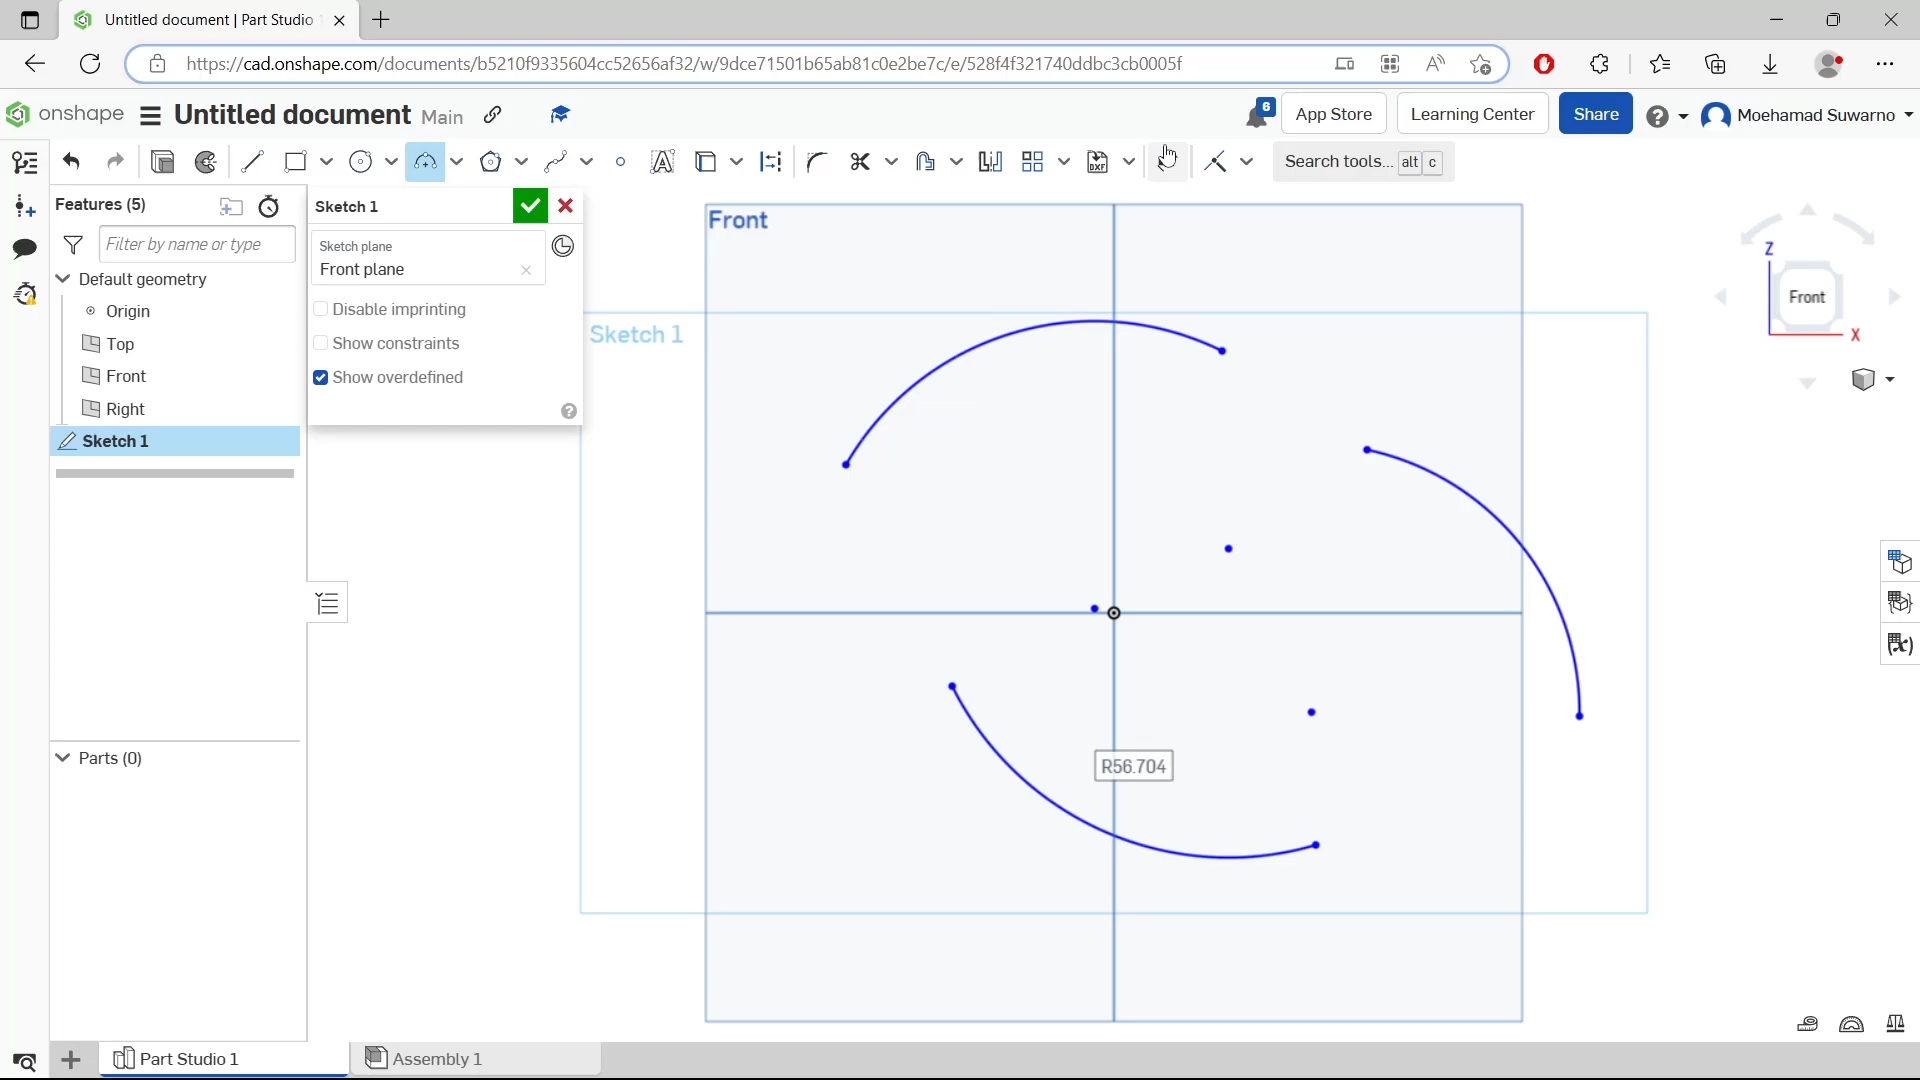 Untitled document | Part Studio
https://cad.onshape.com/documents/b5210f9335604cc52656af32/w/9dce71501b65ab81c0e2be7c/e/528f4f321740ddbc3cb0005f
onshape Untitled document Main 6 App Store Learning Center Share Moehamad Suwarno
Search tools... alt c
Features (5)
Filter by name or type
Default geometry
Origin
Top
Front
Right
Sketch 1
Parts (0)
Sketch 1
Sketch plane
Front plane
Disable imprinting
Show constraints
Show overdefined
Front
Sketch 1
R56.704
Z
Front
X
Part Studio 1
Assembly 1